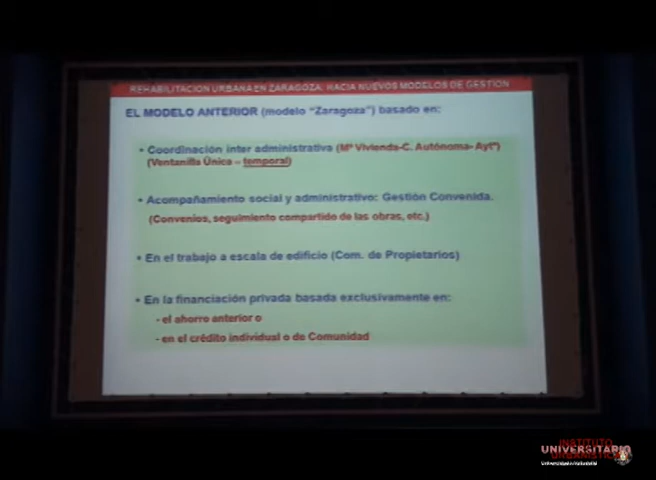 REHABILITACION URBANA EN ZARAGOZA. HACIA NUEVOS MODELOS DE GESTIÓN
EL MODELO ANTERIOR (modelo "Zaragoza") basado en:
• Coordinación inter administrativa (Mº Vivienda-C. Autónoma- Aytº)
(Ventanilla Única – temporal)
• Acompañamiento social y administrativo: Gestión Convenida.
(Convenios, seguimiento compartido de las obras, etc.)
• En el trabajo a escala de edificio (Com. de Propietarios)
• En la financiación privada basada exclusivamente en:
- el ahorro anterior o
- en el crédito individual o de Comunidad
INSTITUTO
UNIVERSITARIO